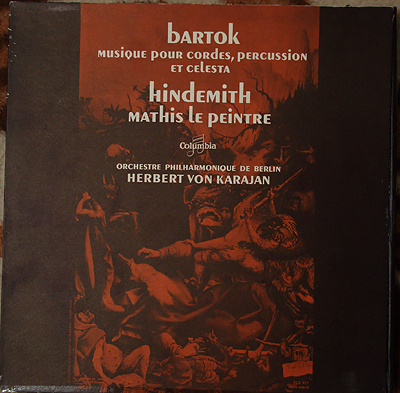 bartok
musique pour cordes, percussion
et celesta
hindemith
mathis le peintre
Columbia
ORCHESTRE PHILHARMONIQUE DE BERLIN
HERBERT VON KARAJAN